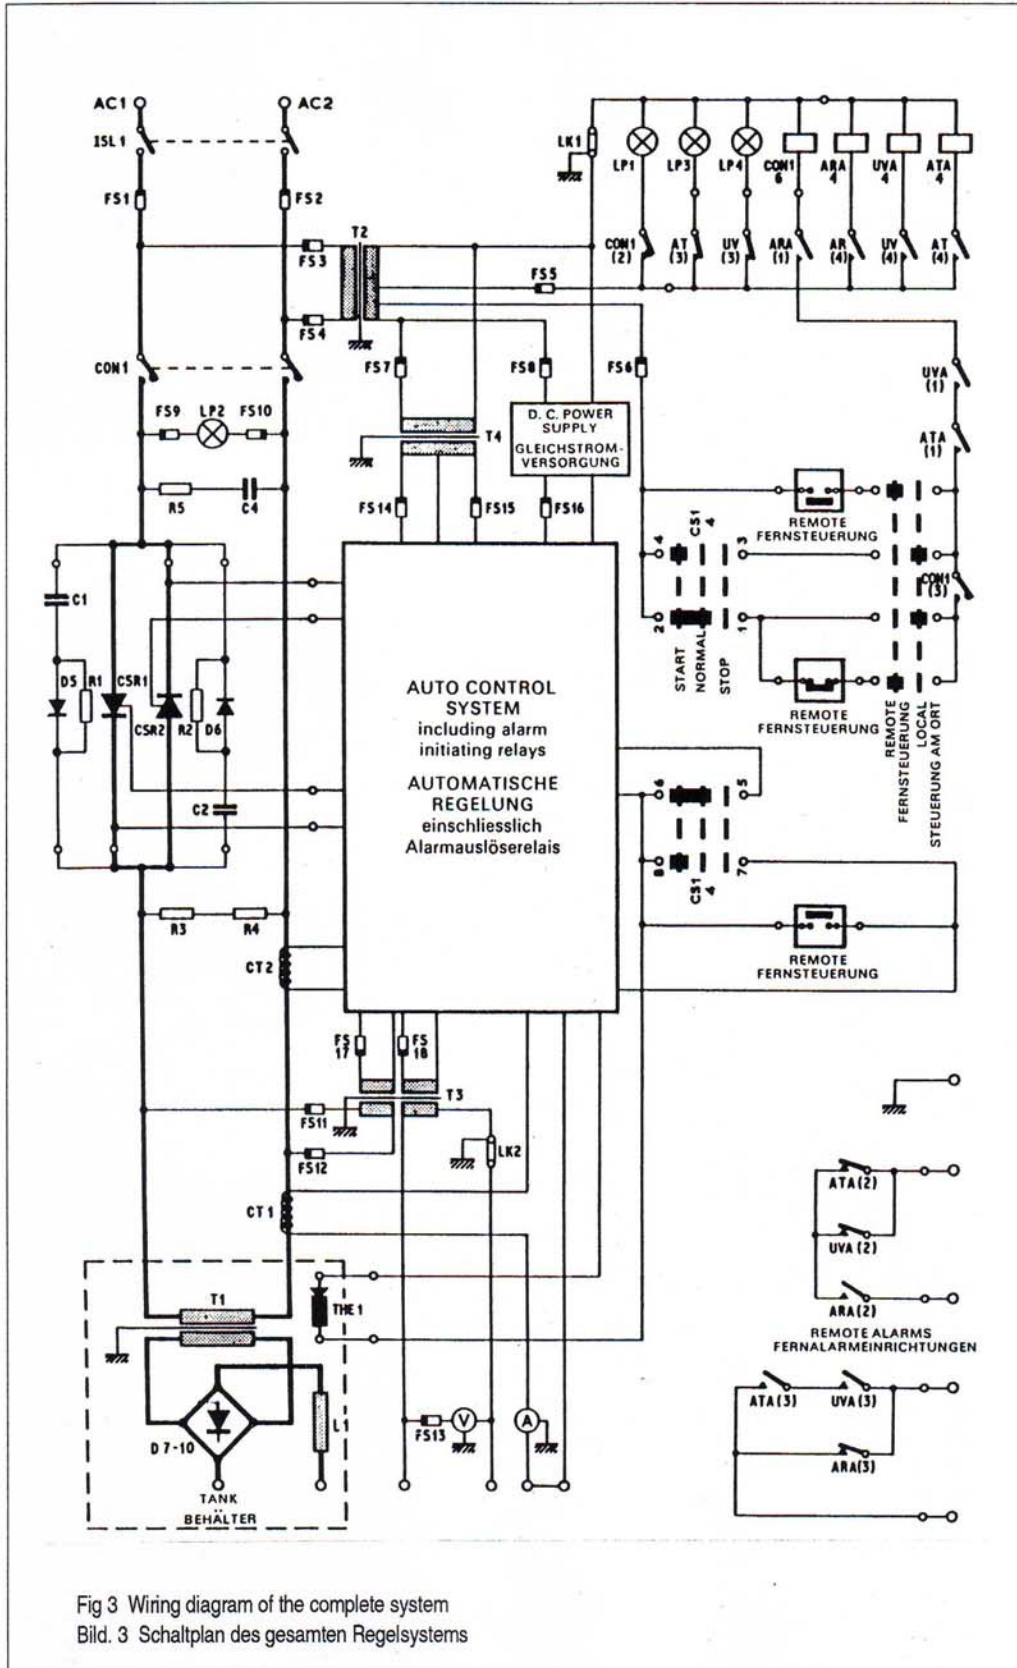 AC1
AC2
ISL1
FS1
FS2
T2
FS3
FS4
FS5
LK1
LP1
LP3
LP4
CON1
6
ARA
4
UVA
4
ATA
4
CON1
(2)
AT
(3)
UV
(3)
ARA
(1)
AR
(4)
UV
(4)
AT
(4)
CON1
FS7
FS8
FS6
UVA
(1)
ATA
(1)
FS9
LP2
FS10
T4
D.C. POWER
SUPPLY
GLEICHSTROM-
VERSORGUNG
R5
C4
FS14
FS15
FS16
REMOTE
FERNSTEUERUNG
4
CS1
4
3
CON1
(3)
2
1
START
NORMAL
STOP
REMOTE
FERNSTEUERUNG
REMOTE
FERNSTEUERUNG
LOCAL
STEUERUNG AM ORT
C1
D5
R1
CSR1
CSR2
R2
D6
C2
AUTO CONTROL
SYSTEM
including alarm
initiating relays
AUTOMATISCHE
REGELUNG
einschliesslich
Alarmauslöserelais
6
5
8
CS1
4
7
REMOTE
FERNSTEUERUNG
R3
R4
CT2
FS
17
FS
18
T3
FS11
FS12
LK2
CT1
ATA(2)
UVA(2)
ARA(2)
REMOTE ALARMS
FERNALARMEINRICHTUNGEN
T1
THE1
ATA(3)
UVA(3)
ARA(3)
D7-10
L1
FS13
V
A
TANK
BEHÄLTER
Fig 3 Wiring diagram of the complete system
Bild. 3 Schaltplan des gesamten Regelsystems